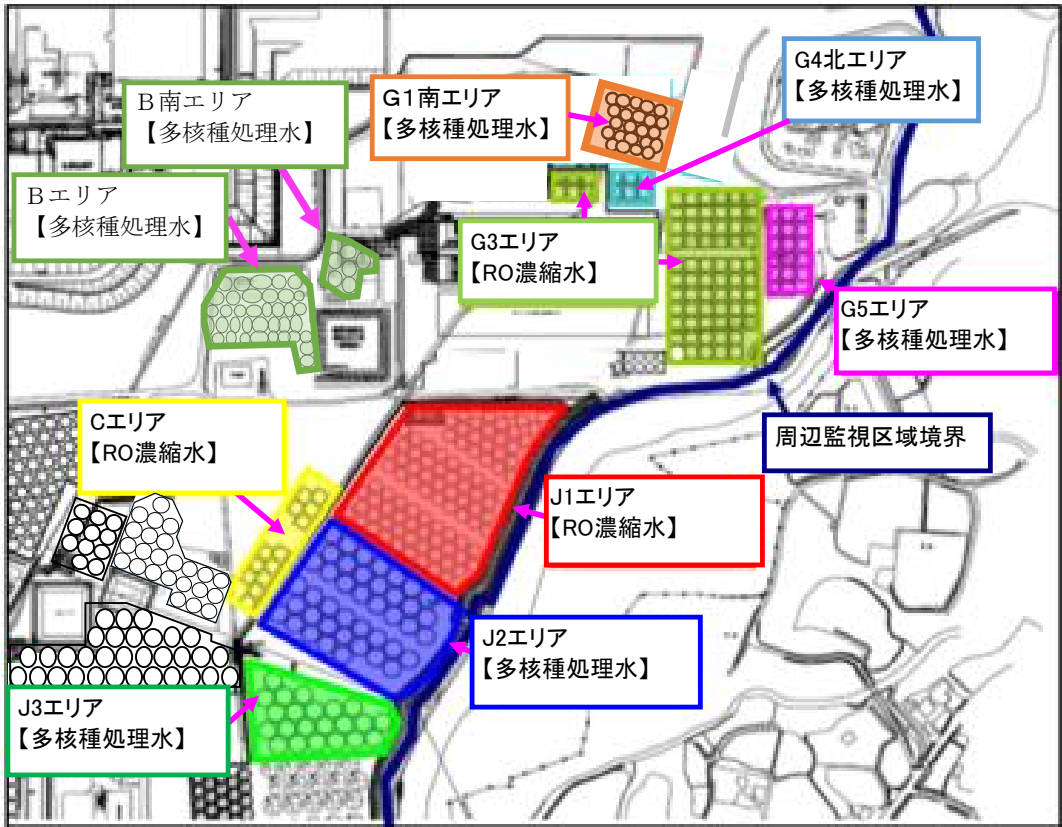 G4北エリア
【多核種処理水】
B南エリア
【多核種処理水】
G1南エリア
【多核種処理水】
Bエリア
【多核種処理水】
G3エリア
【RO濃縮水】
G5エリア
【多核種処理水】
Cエリア
【RO濃縮水】
周辺監視区域境界
J1エリア
【RO濃縮水】
J2エリア
【多核種処理水】
J3エリア
【多核種処理水】